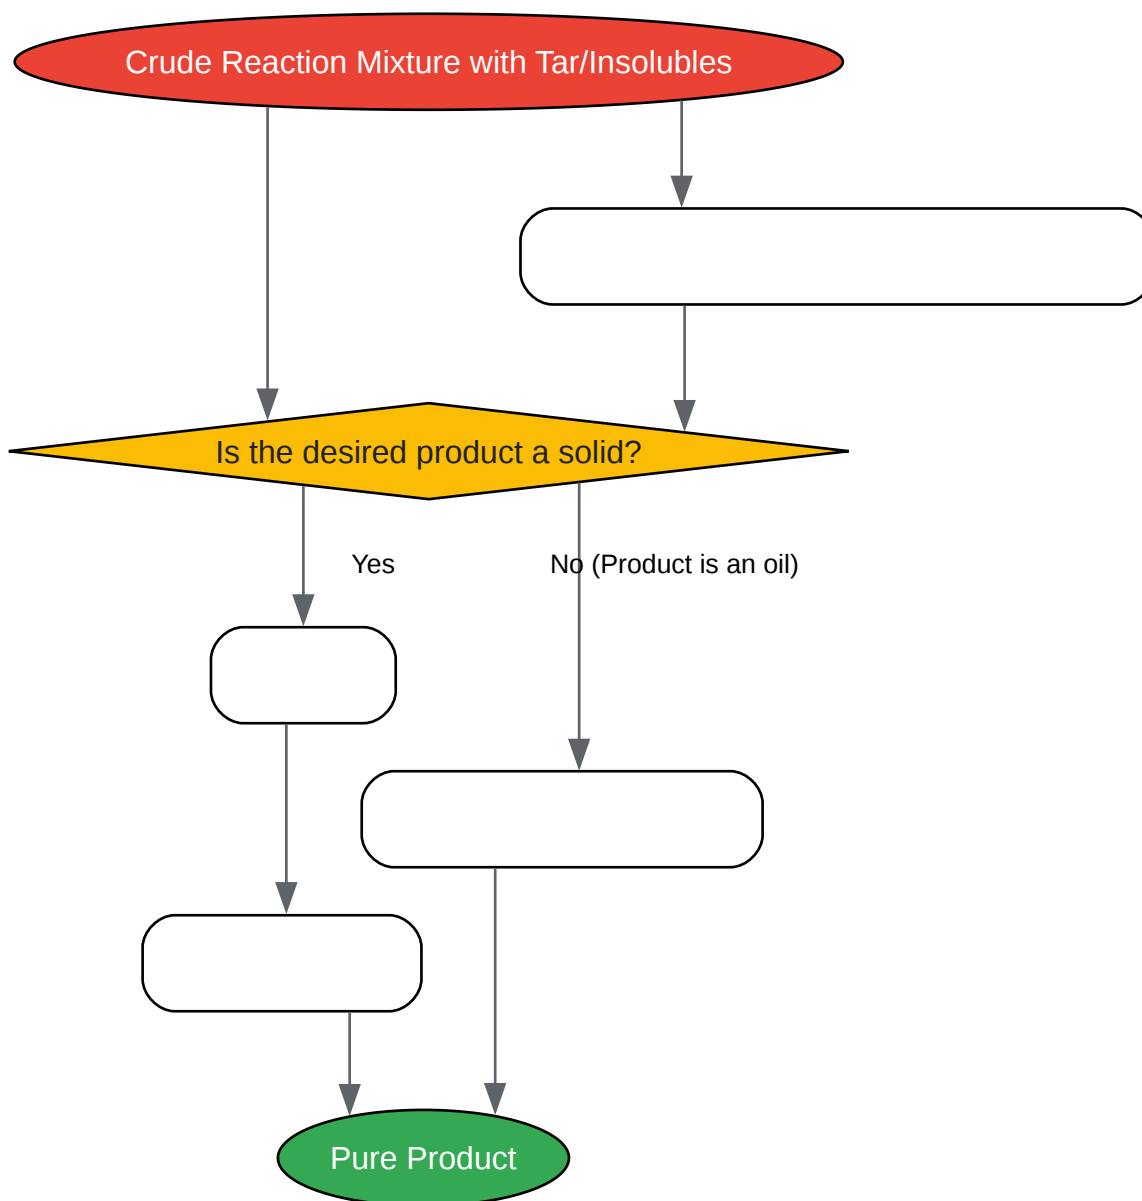 Crude Reaction Mixture with Tar/Insolubles
Is the desired product a solid?
Yes
No (Product is an oil)
Pure Product